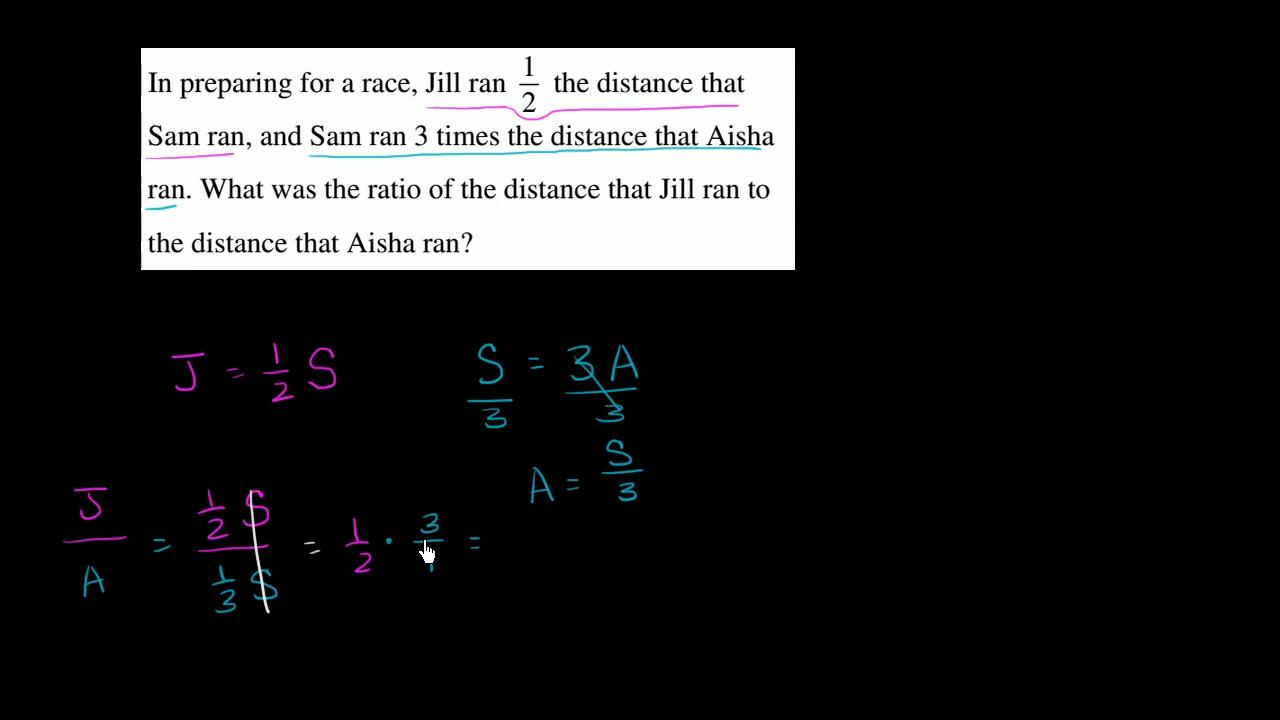 In preparing for a race, Jill ran 1/2 the distance that
Sam ran, and Sam ran 3 times the distance that Aisha
ran. What was the ratio of the distance that Jill ran to
the distance that Aisha ran?
J = 1/2 S
S/3 = 3A/3
A = S/3
J/A = 1/2 S / 1/3 S = 1/2 · 3/1 =